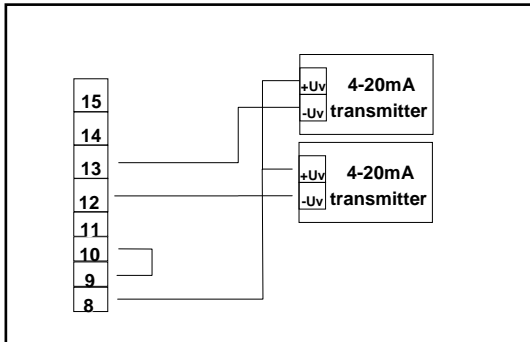 15
14
13
12
11
10
9
8
+Uv
-Uv
4-20mA
transmitter
+Uv
-Uv
4-20mA
transmitter